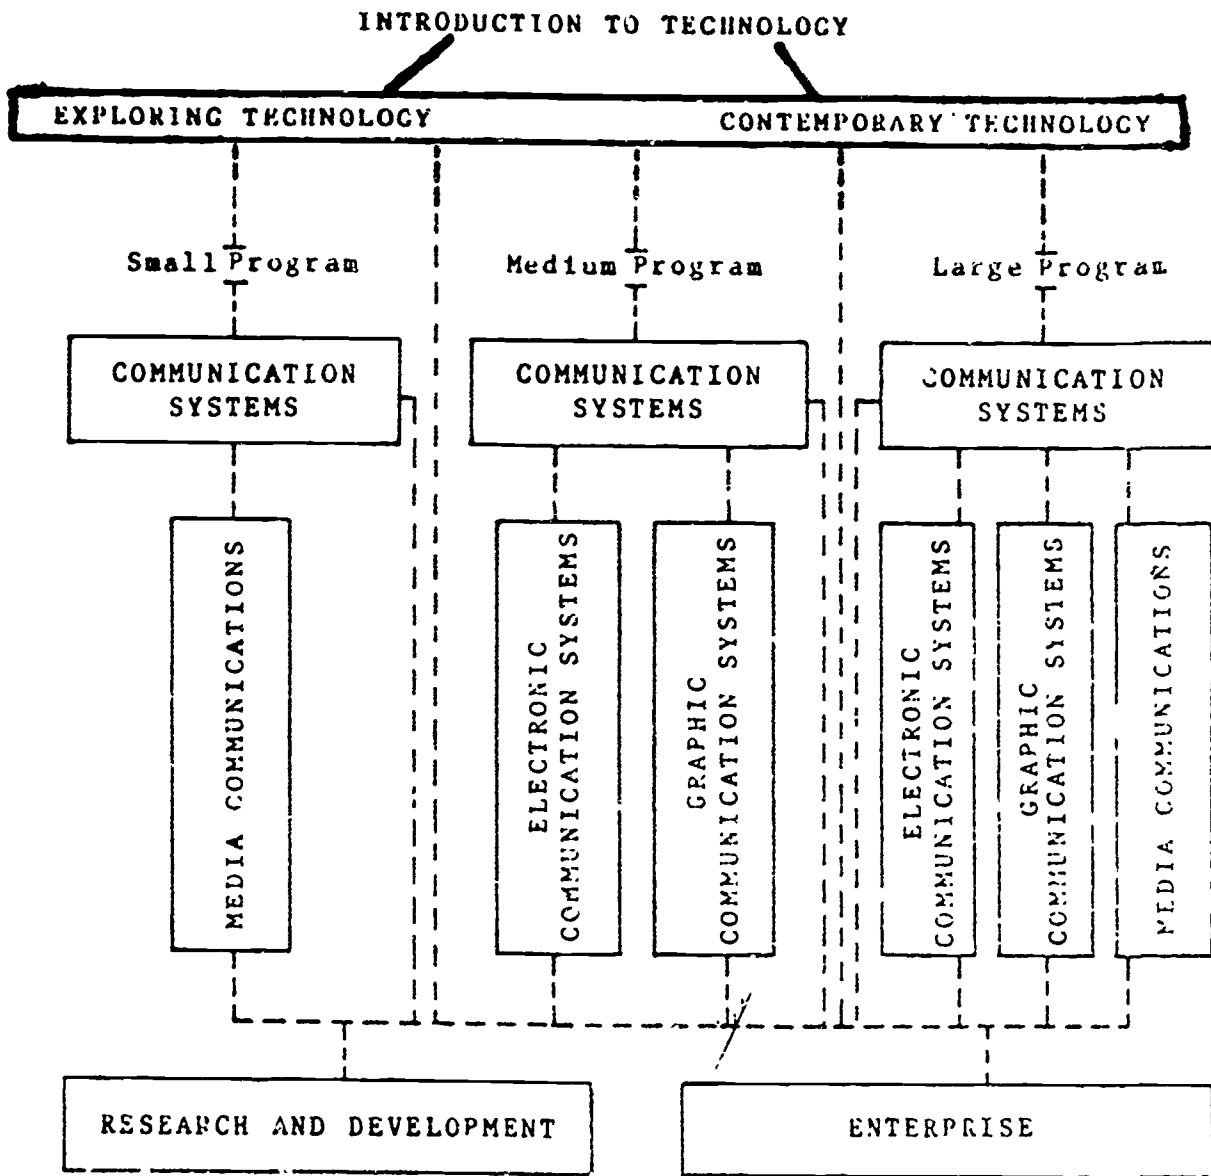 INTRODUCTION TO TECHNOLOGY
EXPLORING TECHNOLOGY
CONTEMPORARY TECHNOLOGY
Small Program
Medium Program
Large Program
COMMUNICATION
SYSTEMS
COMMUNICATION
SYSTEMS
COMMUNICATION
SYSTEMS
MEDIA COMMUNICATIONS
ELECTRONIC
COMMUNICATION SYSTEMS
GRAPHIC
COMMUNICATION SYSTEMS
ELECTRONIC
COMMUNICATION SYSTEMS
GRAPHIC
COMMUNICATION SYSTEMS
MEDIA COMMUNICATIONS
RESEARCH AND DEVELOPMENT
ENTERPRISE